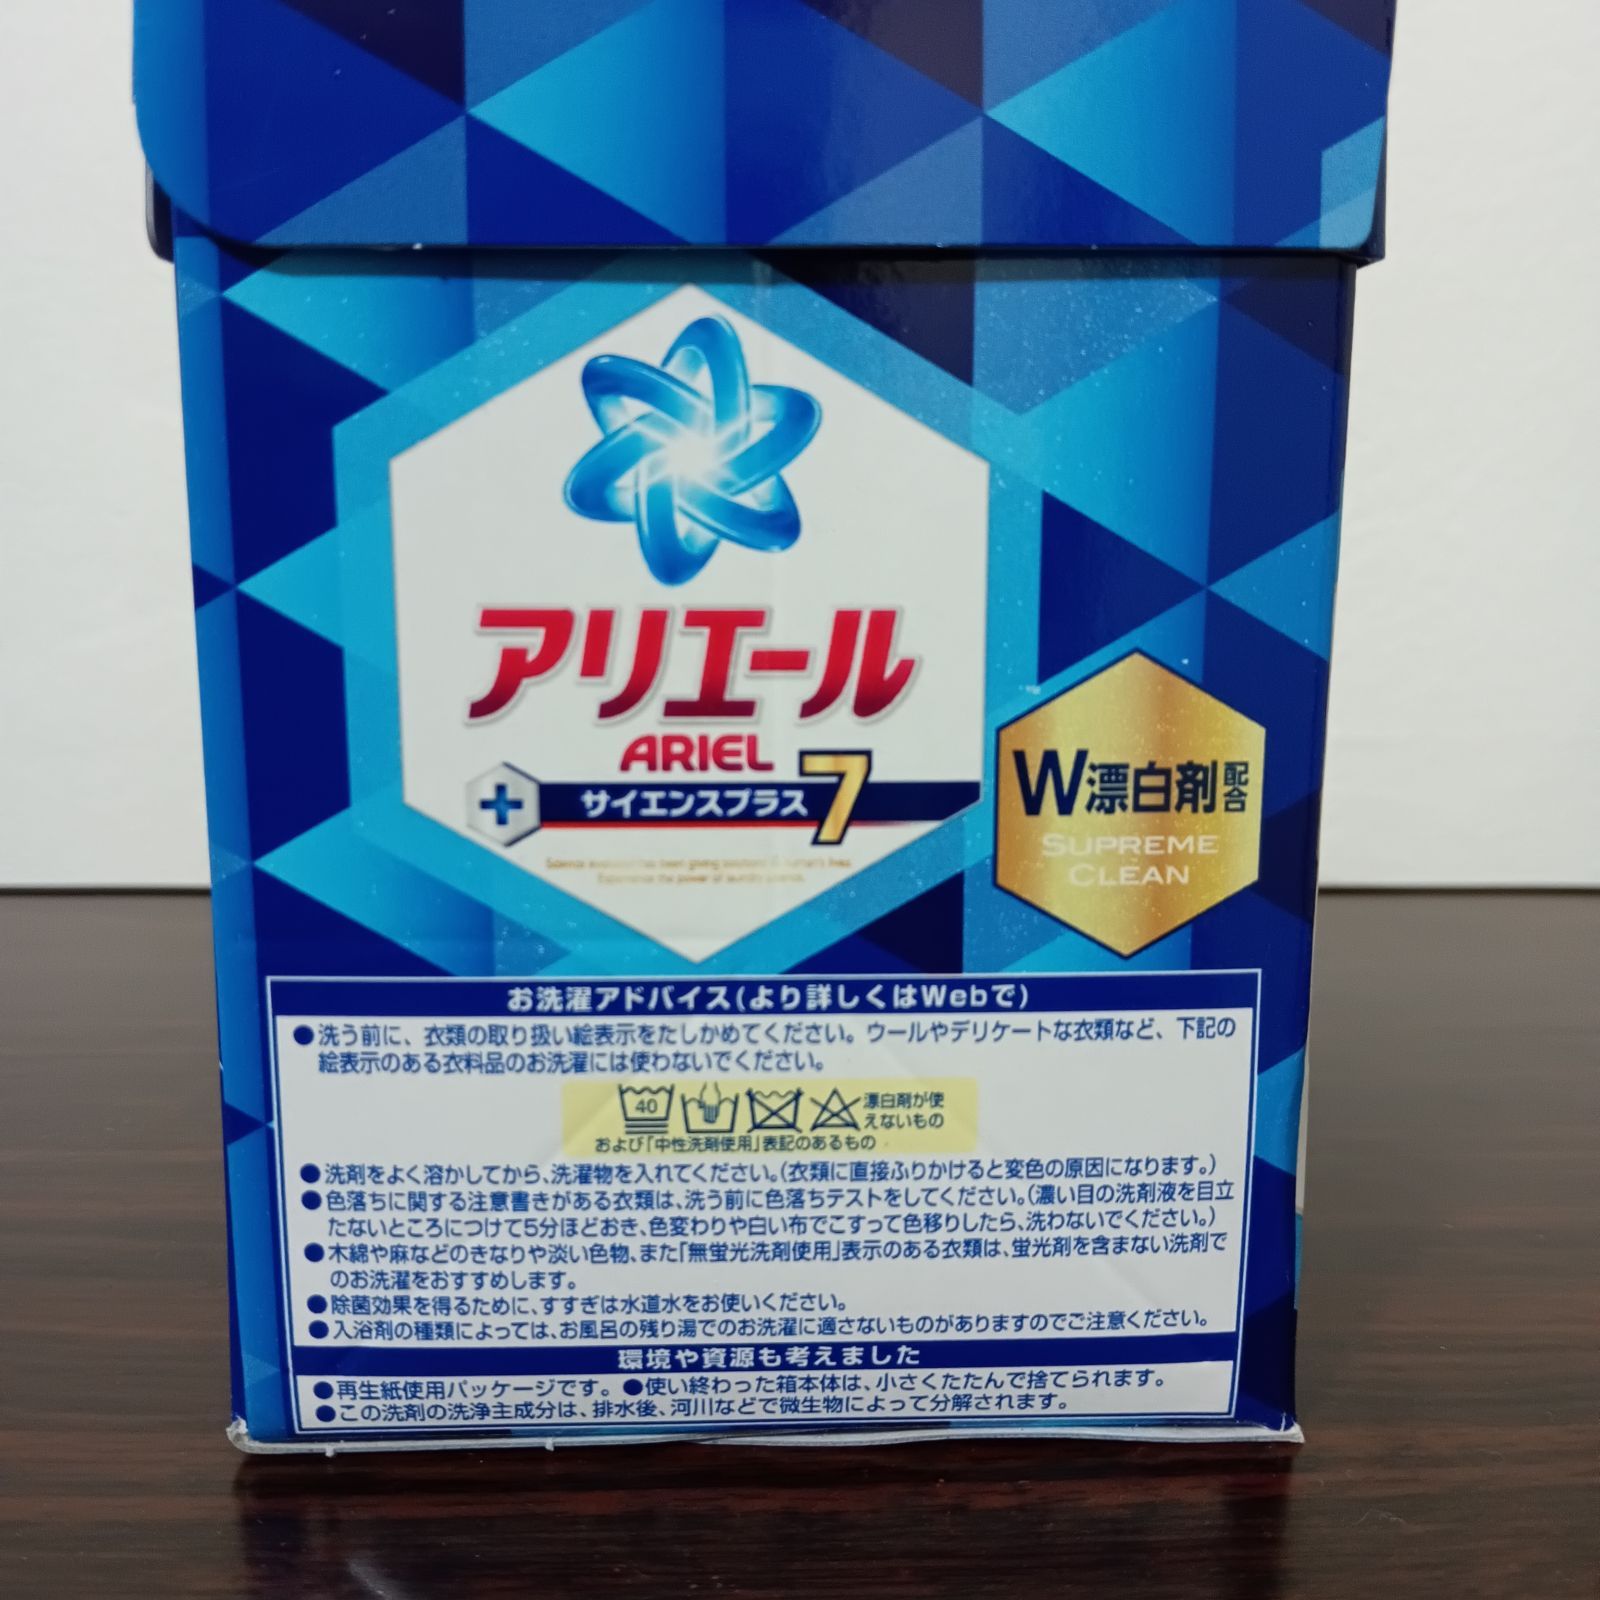 アリエール
ARIEL
サイエンスプラス7
W漂白剤配合
SUPREME
CLEAN
お洗濯アドバイス(より詳しくはWebで)
●洗う前に、衣類の取り扱い絵表示をたしかめてください。ウールやデリケートな衣類など、下記の
絵表示のある衣料品のお洗濯には使わないでください。
40
漂白剤が使
えないもの
および「中性洗剤使用」表記のあるもの
●洗剤をよく溶かしてから、洗濯物を入れてください。(衣類に直接ふりかけると変色の原因になります。)
●色落ちに関する注意書きがある衣類は、洗う前に色落ちテストをしてください。(濃い目の洗剤液を目立
たないところにつけて5分ほどおき、色変わりや白い布でこすって色移りしたら、洗わないでください。)
●木綿や麻などのきなりや淡い色物、また「無蛍光洗剤使用」表示のある衣類は、蛍光剤を含まない洗剤で
のお洗濯をおすすめします。
●除菌効果を得るために、すすぎは水道水をお使いください。
●入浴剤の種類によっては、お風呂の残り湯でのお洗濯に適さないものがありますのでご注意ください。
環境や資源も考えました
●再生紙使用パッケージです。●使い終わった箱本体は、小さくたたんで捨てられます。
●この洗剤の洗浄主成分は、排水後、河川などで微生物によって分解されます。